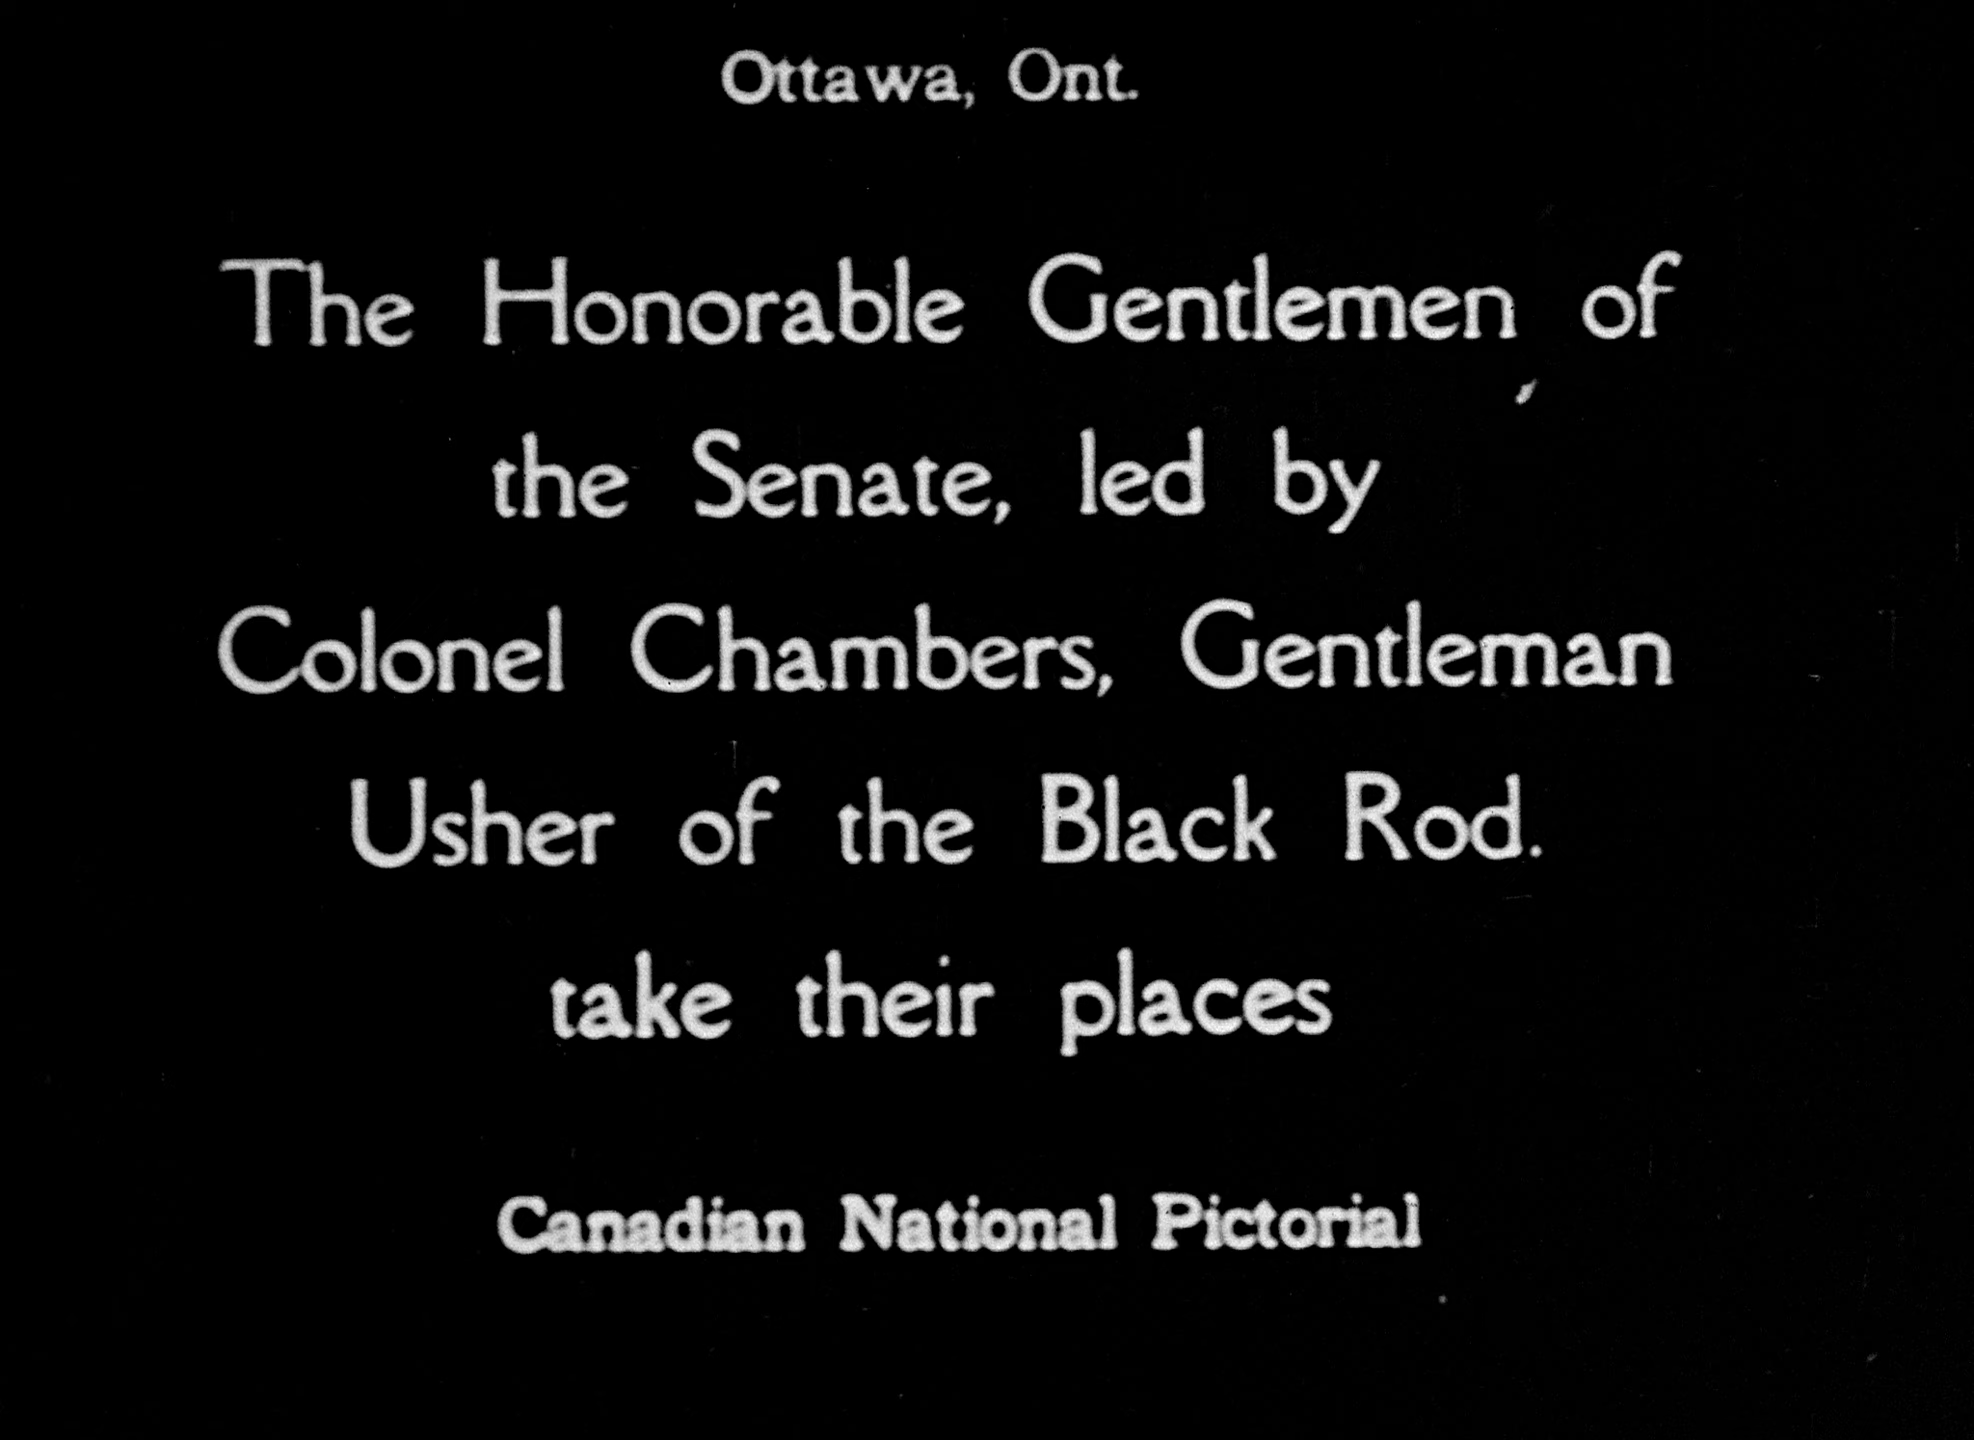 Ottawa, Ont.
The Honorable Gentlemen of
the Senate, led by
Colonel Chambers, Gentleman
Usher of the Black Rod.
take their places
Canadian National Pictorial